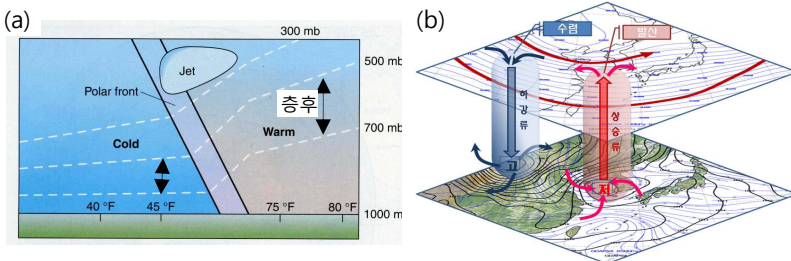 (a)
300 mb
500 mb
Jet
Polar front
층후
Cold
Warm
700 mb
40 °F
45 °F
75 °F
80 °F
1000 m
(b)
수렴
발산
하강류
상승류
고
저